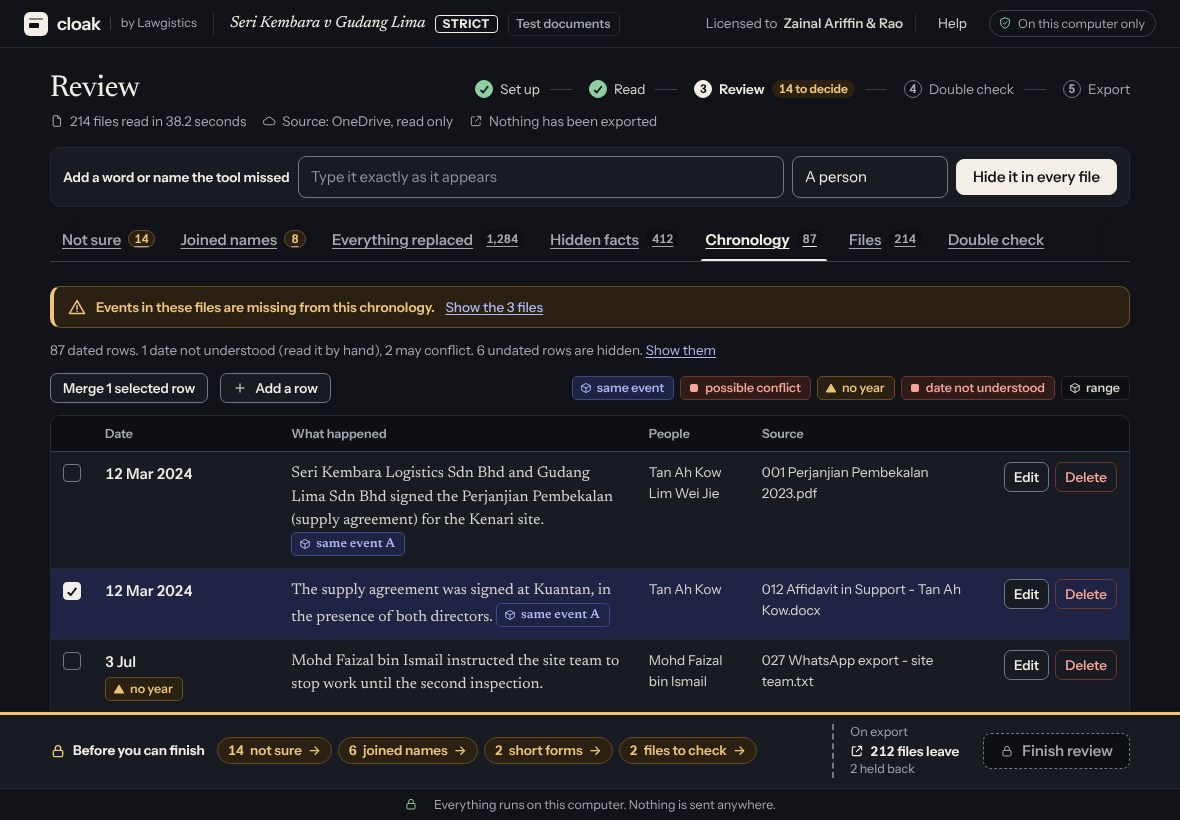 cloak by Lawgistics Seri Kembara v Gudang Lima STRICT Test documents Licensed to Zainal Ariffin & Rao Help On this computer only
Review
Set up Read 3 Review 14 to decide 4 Double check 5 Export
214 files read in 38.2 seconds Source: OneDrive, read only Nothing has been exported
Add a word or name the tool missed Type it exactly as it appears A person Hide it in every file
Not sure 14 Joined names 8 Everything replaced 1,284 Hidden facts 412 Chronology 87 Files 214 Double check
Events in these files are missing from this chronology. Show the 3 files
87 dated rows. 1 date not understood (read it by hand), 2 may conflict. 6 undated rows are hidden. Show them
Merge 1 selected row + Add a row same event possible conflict no year date not understood range
Date What happened People Source
12 Mar 2024 Seri Kembara Logistics Sdn Bhd and Gudang Tan Ah Kow 001 Perjanjian Pembekalan Edit Delete
Lima Sdn Bhd signed the Perjanjian Pembekalan Lim Wei Jie 2023.pdf
(supply agreement) for the Kenari site.
same event A
12 Mar 2024 The supply agreement was signed at Kuantan, in Tan Ah Kow 012 Affidavit in Support - Tan Ah Edit Delete
the presence of both directors. same event A Kow.docx
3 Jul Mohd Faizal bin Ismail instructed the site team to Mohd Faizal 027 WhatsApp export - site Edit Delete
no year stop work until the second inspection. bin Ismail team.txt
Before you can finish 14 not sure → 6 joined names → 2 short forms → 2 files to check → On export
212 files leave Finish review
2 held back
Everything runs on this computer. Nothing is sent anywhere.